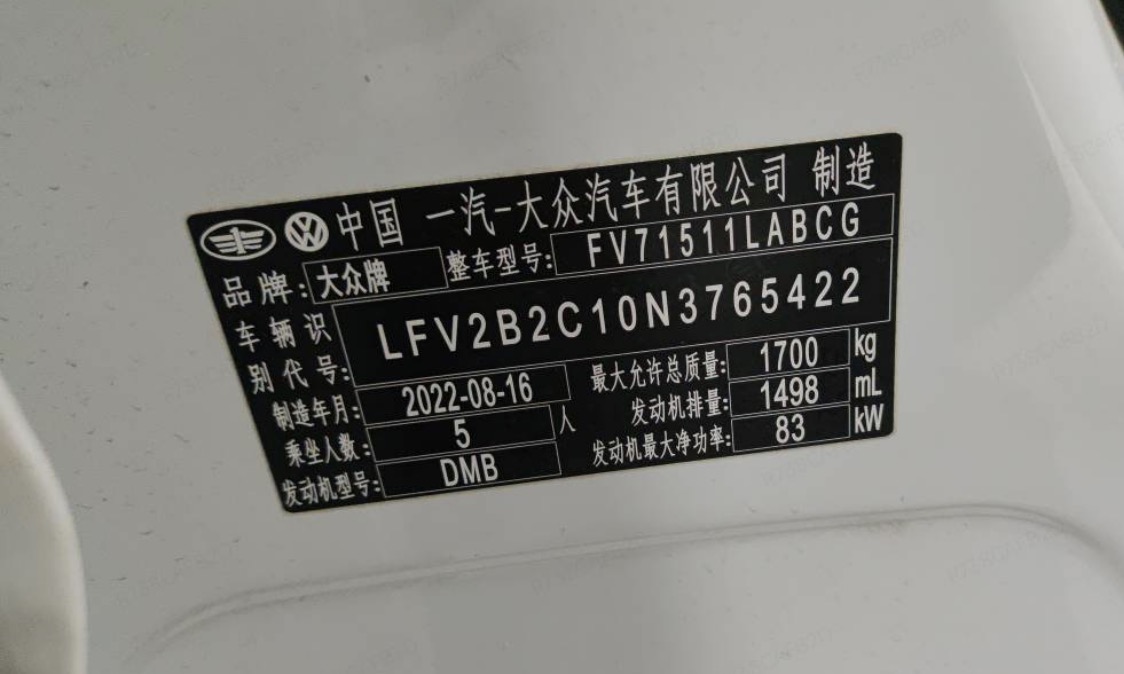 中国 一汽-大众汽车有限公司 制造
品牌: 大众牌 整车型号: FV71511LABCG
车辆识别代号: LFV2B2C10N3765422
制造年月: 2022-08-16 最大允许总质量: 1700 kg
乘坐人数: 5 人 发动机排量: 1498 mL
发动机型号: DMB 发动机最大净功率: 83 kW